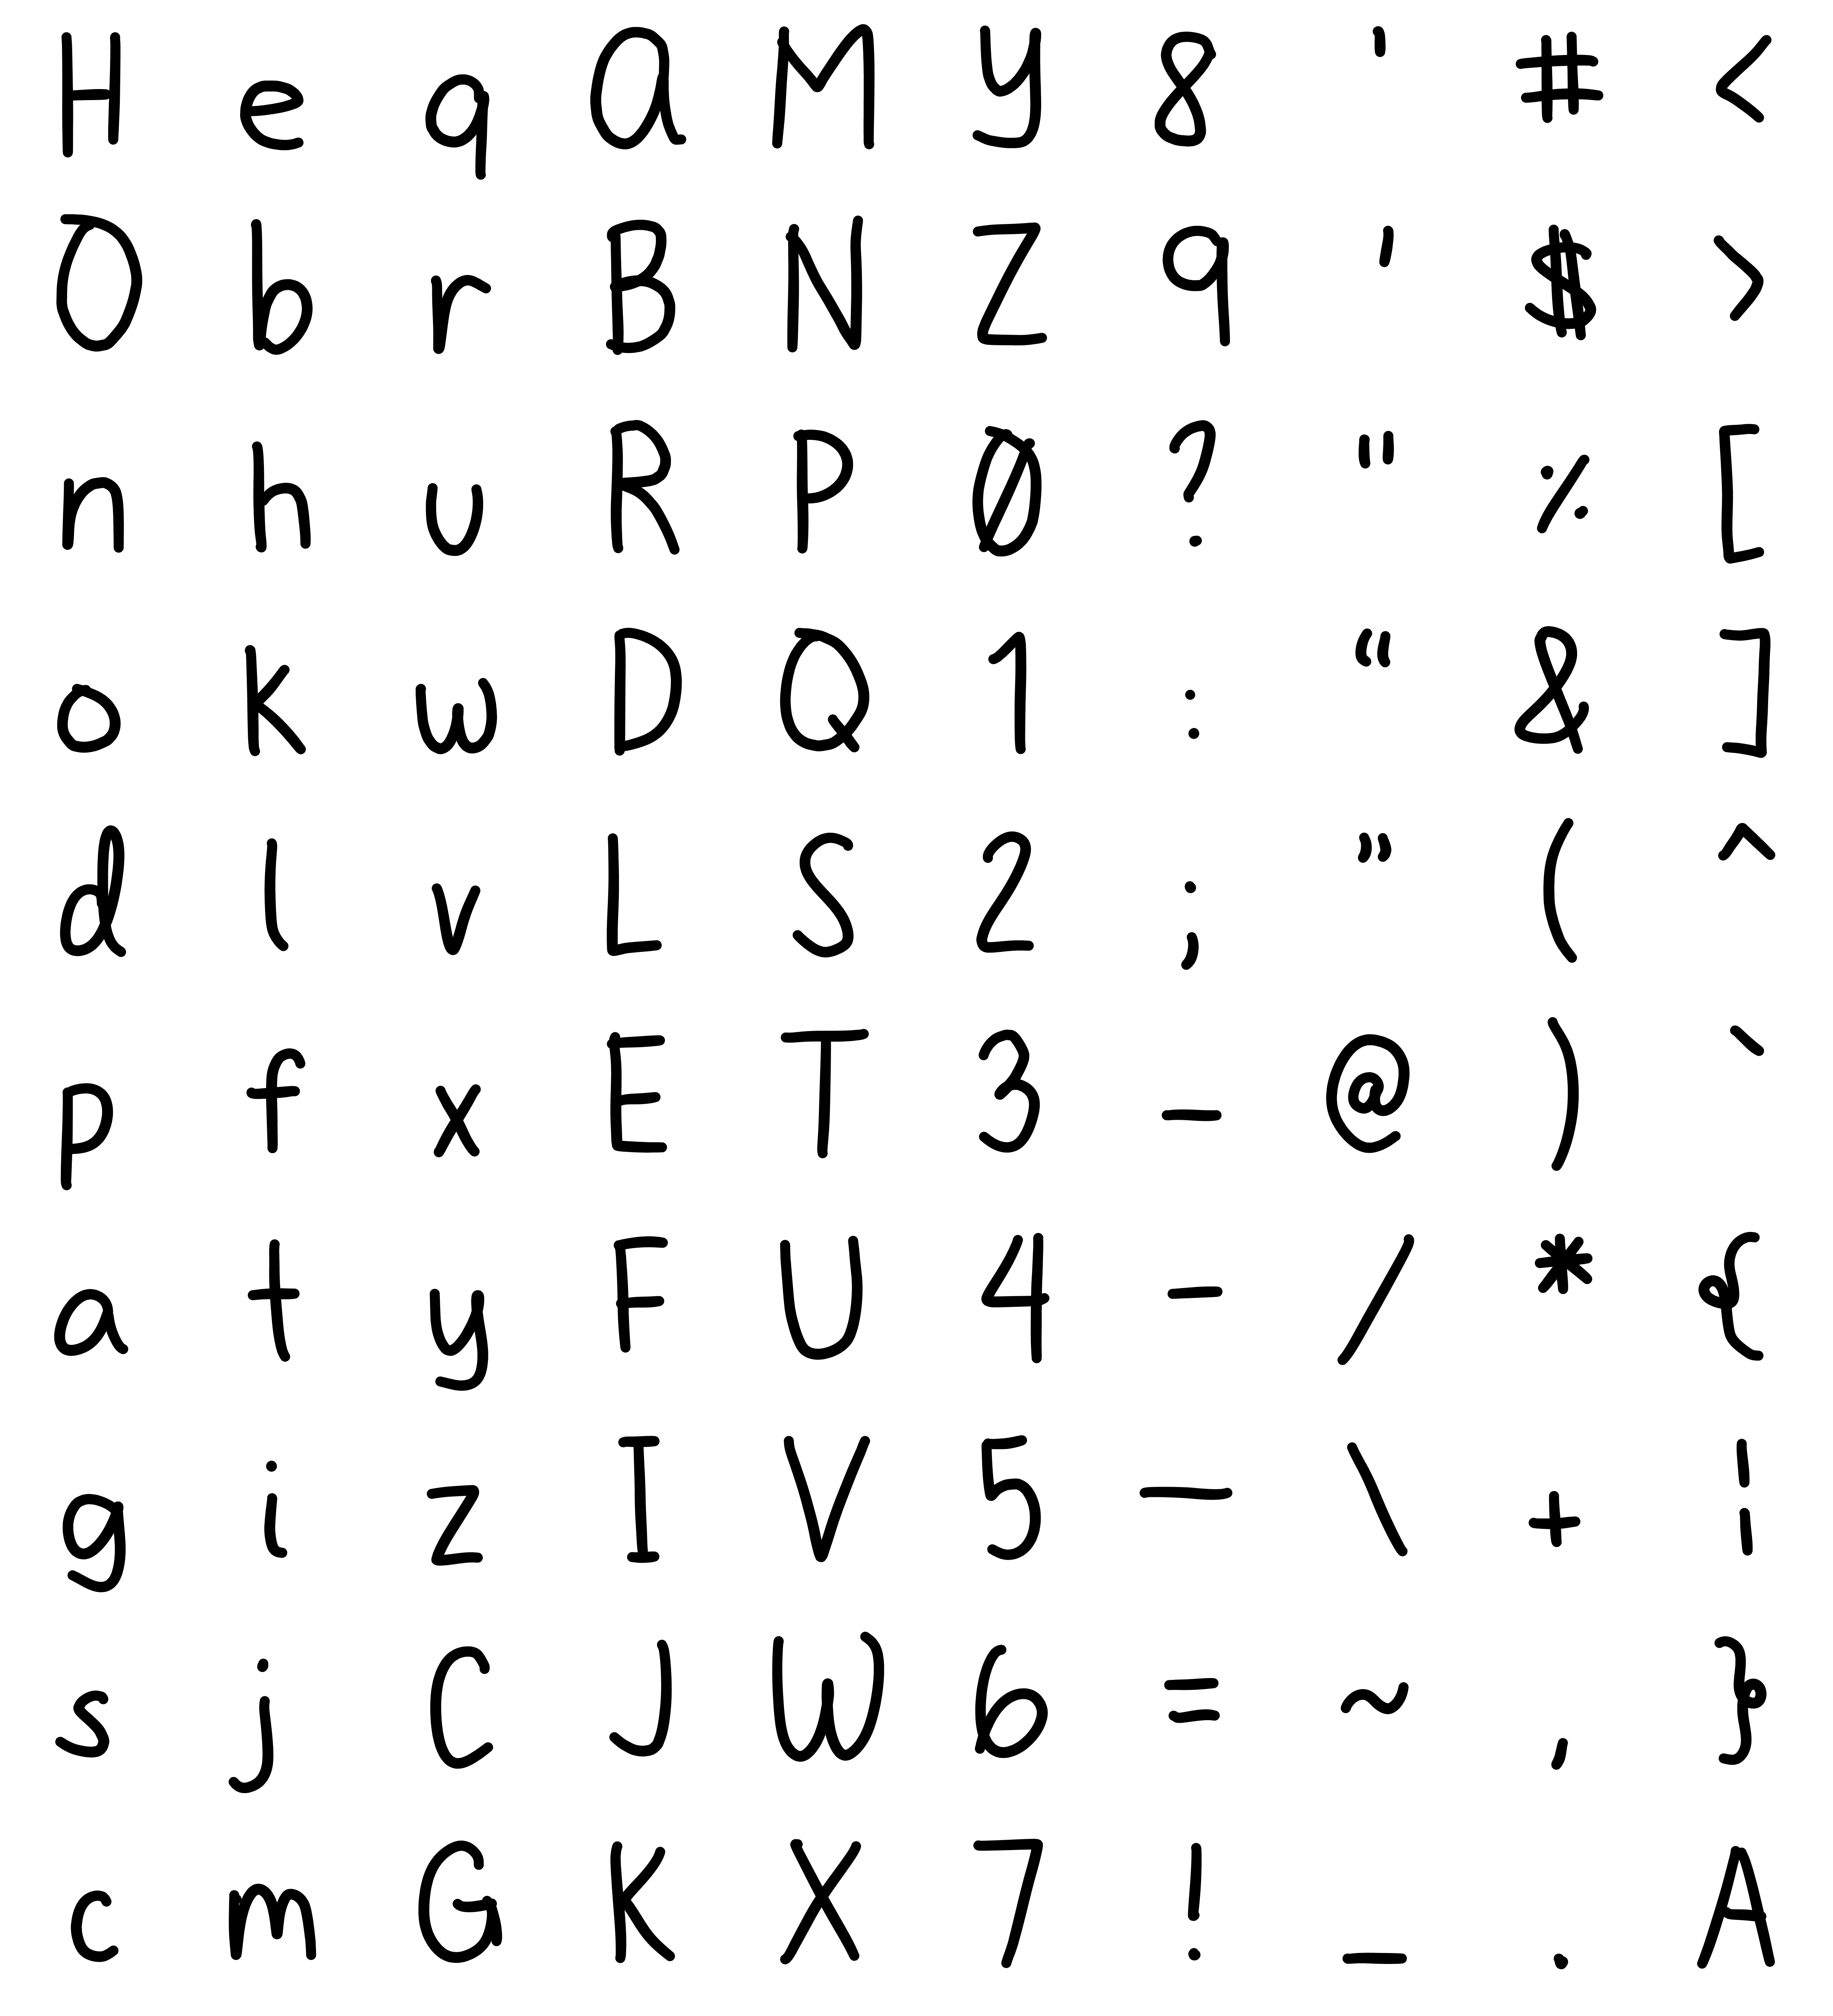 H e q a M y 8 ' # <
O b r B N Z 9 ' $ >
n h u R P Ø ? " % [
o k w D Q 1 : “ & ]
d l v L S 2 ; ” ( ^
p f x E T 3 - @ ) `
a t y F U 4 – / * {
g i z I V 5 — \ + ¦
s j C J W 6 = ~ , }
c m G K X 7 ! _ . A